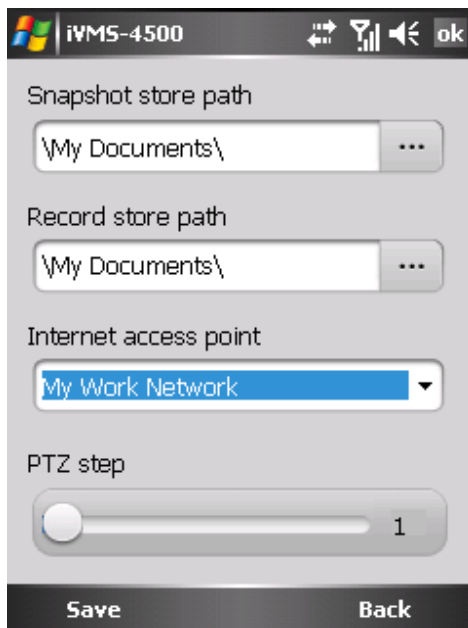 iVMS-4500
ok
Snapshot store path
\My Documents\
...
Record store path
\My Documents\
...
Internet access point
My Work Network
PTZ step
1
Save
Back